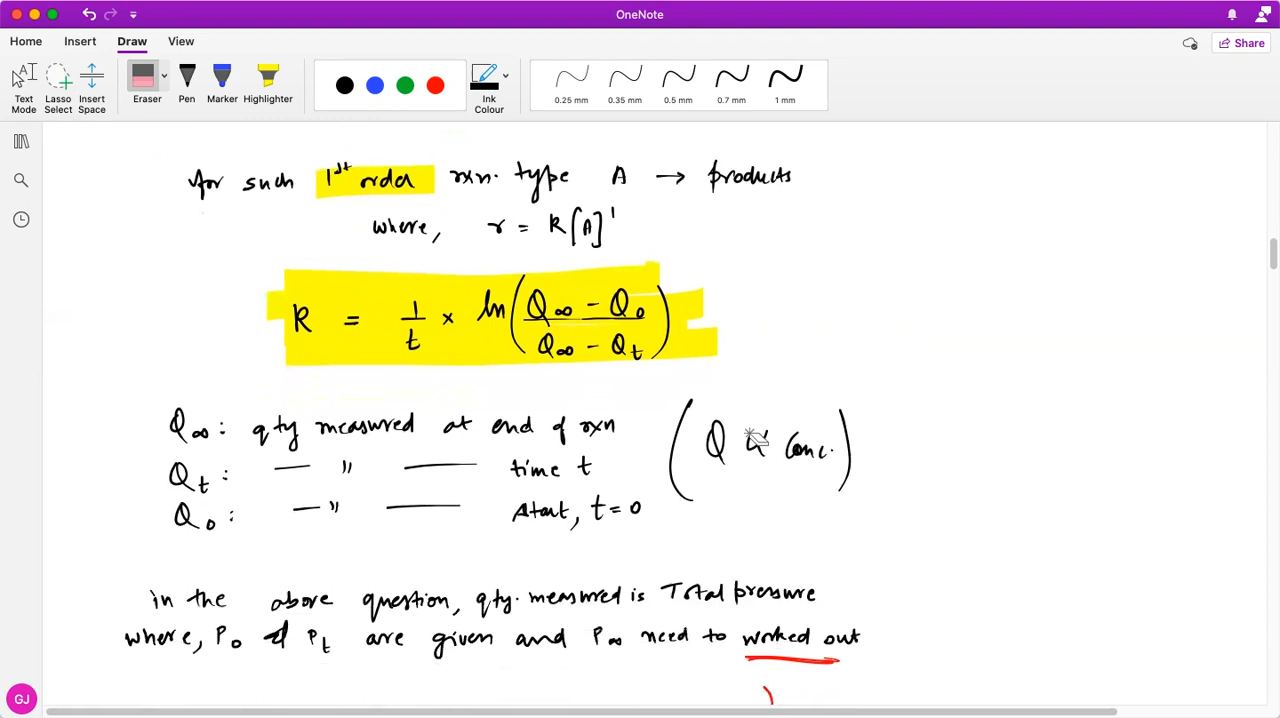 OneNote
Home Insert Draw View
Share
Text Mode
Lasso Select
Insert Space
Eraser
Pen
Marker
Highlighter
Ink Colour
0.25 mm 0.35 mm 0.5 mm 0.7 mm 1 mm
for such 1st order rxn. type A → products
where, r = K[A]¹
K = 1/t × ln((Q∞ - Q₀)/(Q∞ - Qt))
Q∞ : qty measured at end of rxn
(Q conc.)
Qt : — " — time t
Q₀ : — " — start, t = 0
in the above question, qty. measured is Total pressure
where, P₀ & Pt are given and P∞ need to worked out
GJ